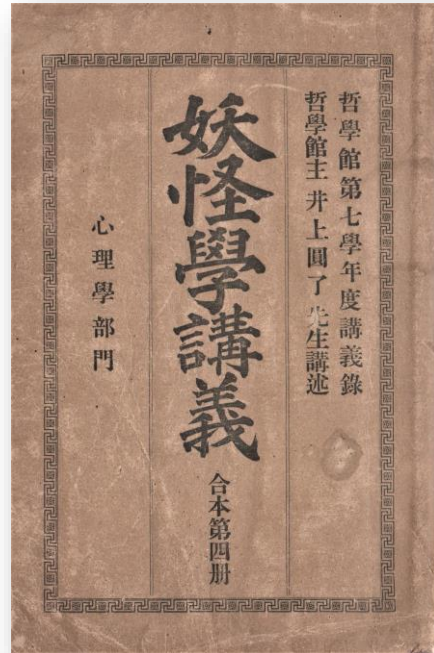 哲學館第七學年度講義錄
哲學館主 井上圓了 先生講述
妖怪學講義 合本第四册
心理學部門